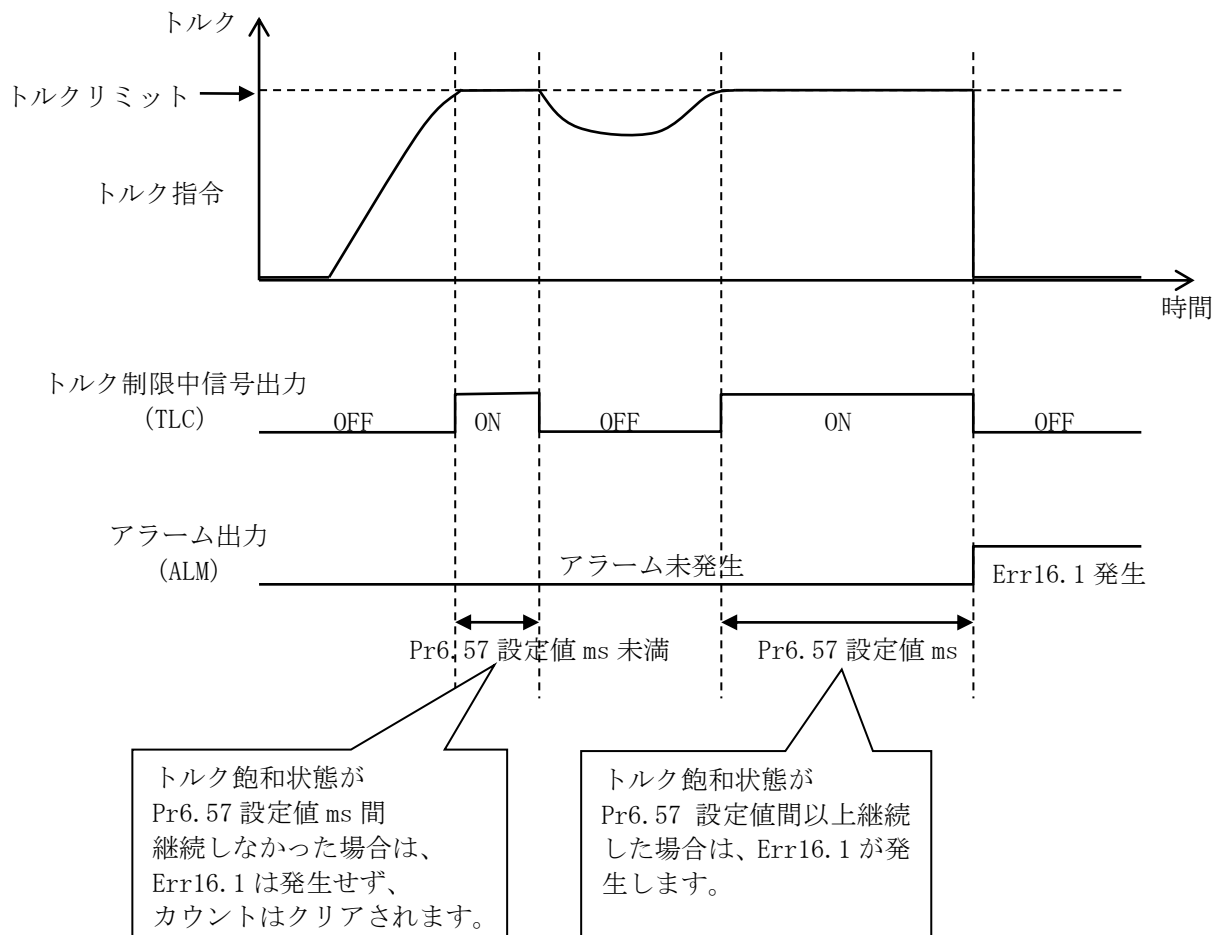 トルク
トルクリミット
トルク指令
時間
トルク制限中信号出力
(TLC)
OFF
ON
OFF
ON
OFF
アラーム出力
(ALM)
アラーム未発生
Err16.1 発生
Pr6.57 設定値 ms 未満
Pr6.57 設定値 ms
トルク飽和状態が
Pr6.57 設定値 ms 間
継続しなかった場合は、
Err16.1 は発生せず、
カウントはクリアされます。
トルク飽和状態が
Pr6.57 設定値間以上継続
した場合は、Err16.1 が発
生します。